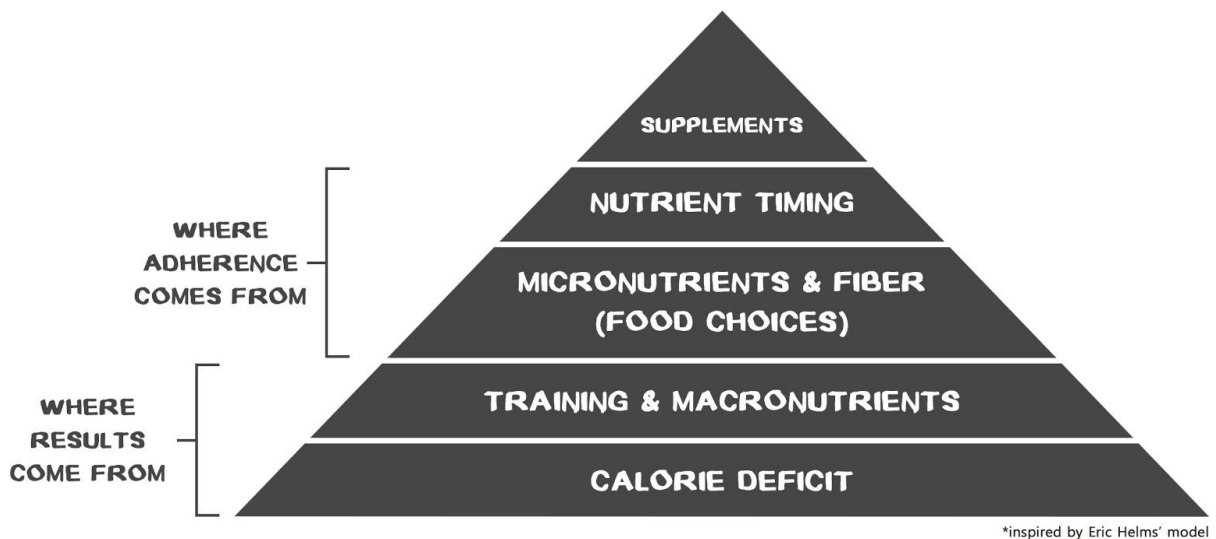 SUPPLEMENTS
NUTRIENT TIMING
WHERE
ADHERENCE
COMES FROM
MICRONUTRIENTS & FIBER
(FOOD CHOICES)
TRAINING & MACRONUTRIENTS
WHERE
RESULTS
COME FROM
CALORIE DEFICIT
*inspired by Eric Helms' model